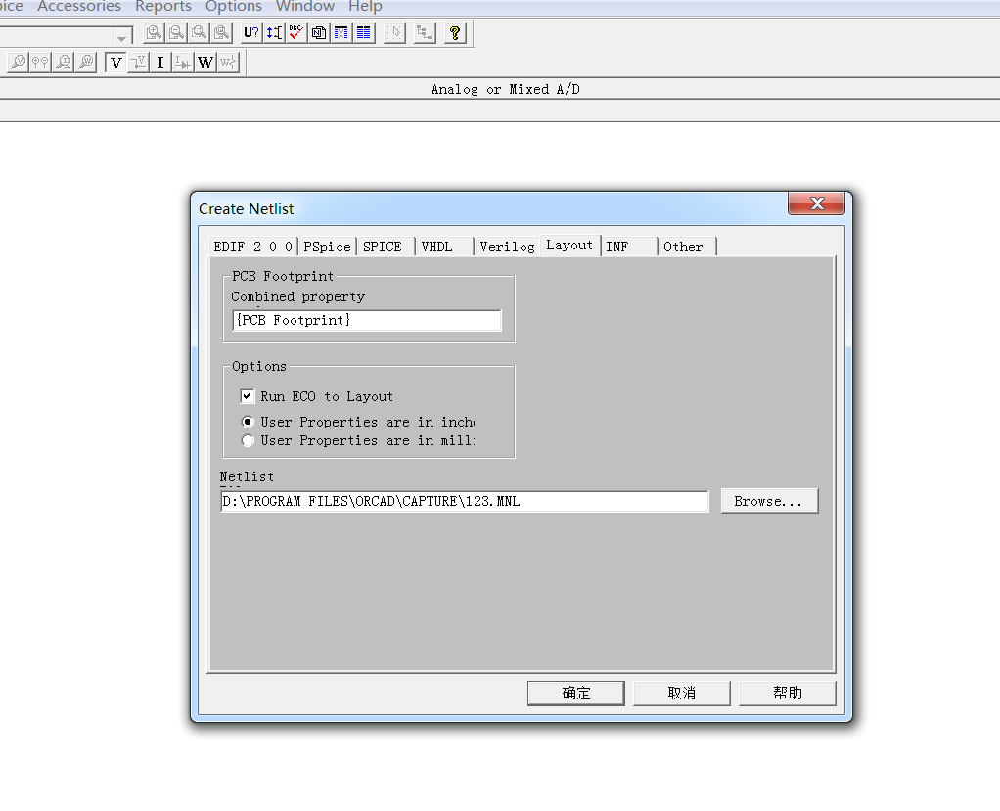 pice Accessories Reports Options Window Help
U? DRC
V V I I W W
Analog or Mixed A/D
Create Netlist
EDIF 2 0 0 PSpice SPICE VHDL Verilog Layout INF Other
PCB Footprint
Combined property
{PCB Footprint}
Options
Run ECO to Layout
User Properties are in inch
User Properties are in mill
Netlist
D:\PROGRAM FILES\ORCAD\CAPTURE\123.MNL
Browse...
确定 取消 帮助